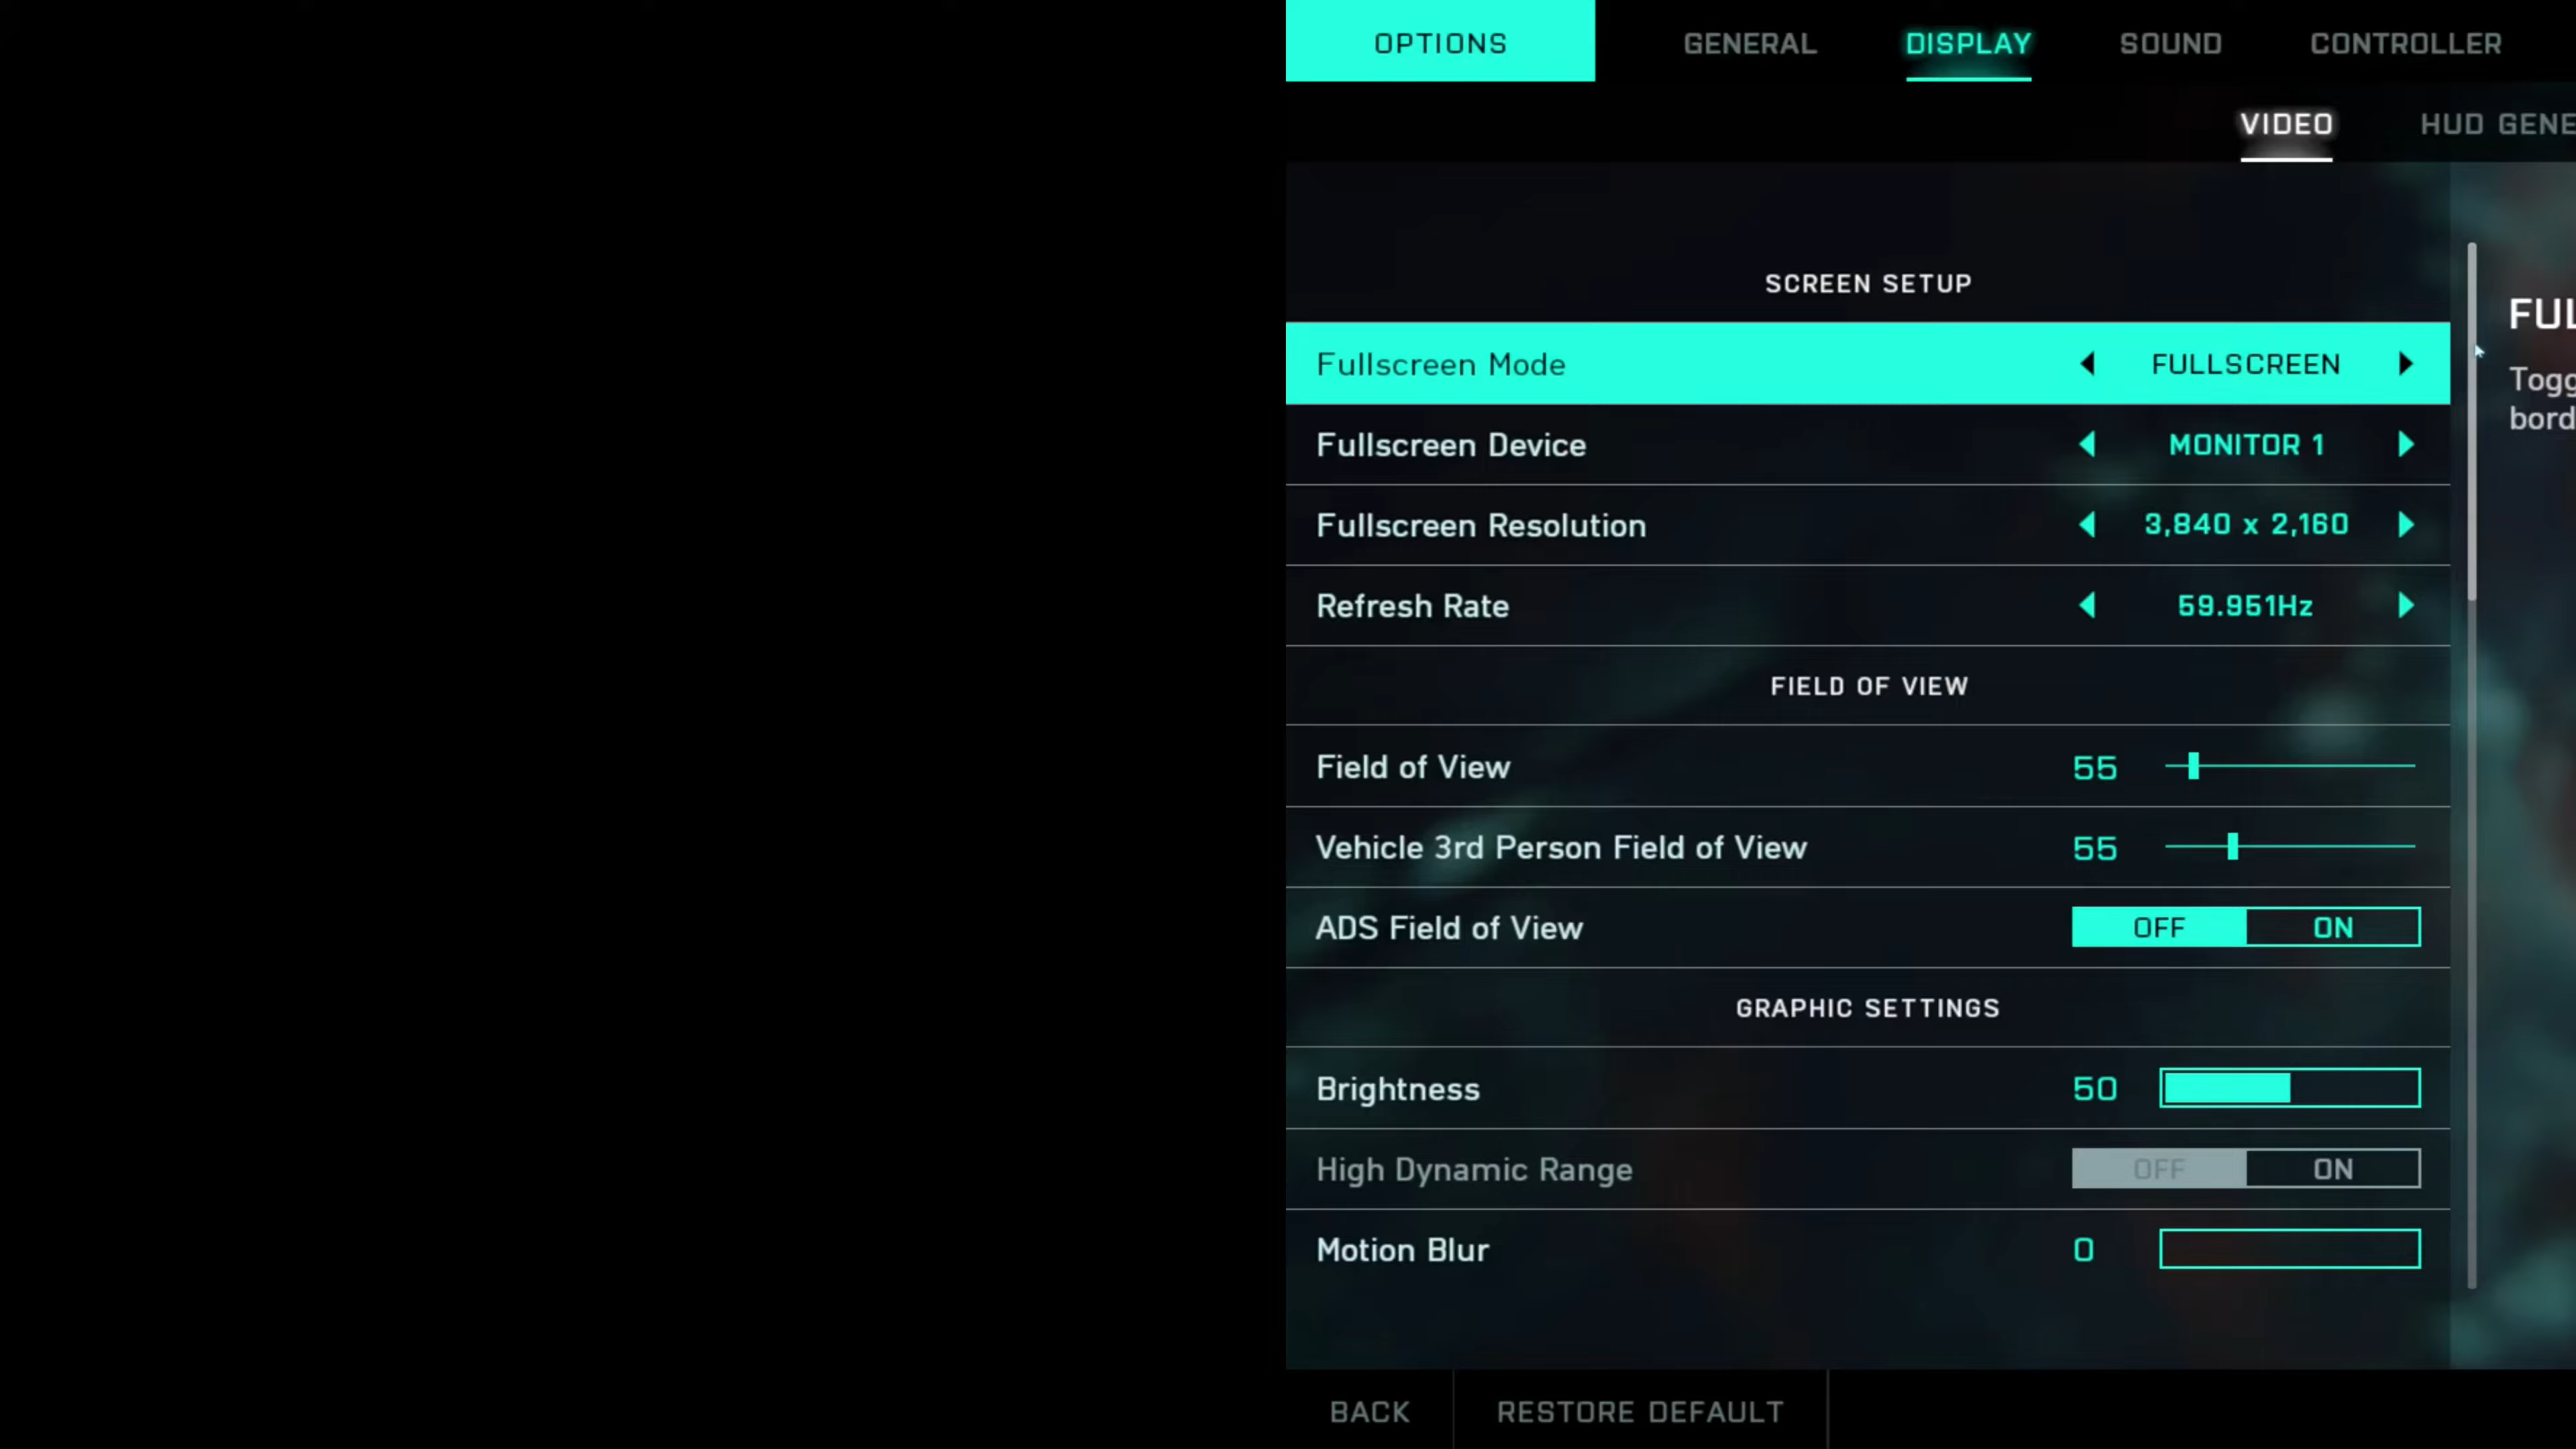 OPTIONS GENERAL DISPLAY SOUND CONTROLLER
VIDEO HUD GENE
SCREEN SETUP
Fullscreen Mode FULLSCREEN
Fullscreen Device MONITOR 1
Fullscreen Resolution 3,840 x 2,160
Refresh Rate 59.951Hz
FIELD OF VIEW
Field of View 55
Vehicle 3rd Person Field of View 55
ADS Field of View OFF ON
GRAPHIC SETTINGS
Brightness 50
High Dynamic Range OFF ON
Motion Blur 0
FUL
Togg
bord
BACK RESTORE DEFAULT